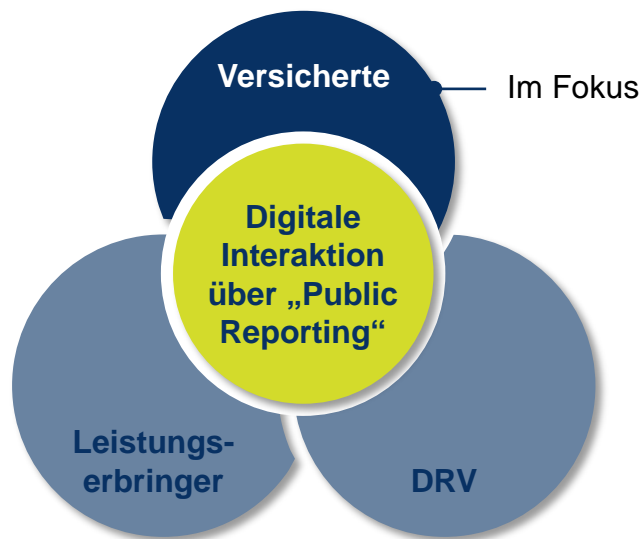 Versicherte
Im Fokus
Digitale
Interaktion
über „Public
Reporting“
Leistungs-
erbringer
DRV